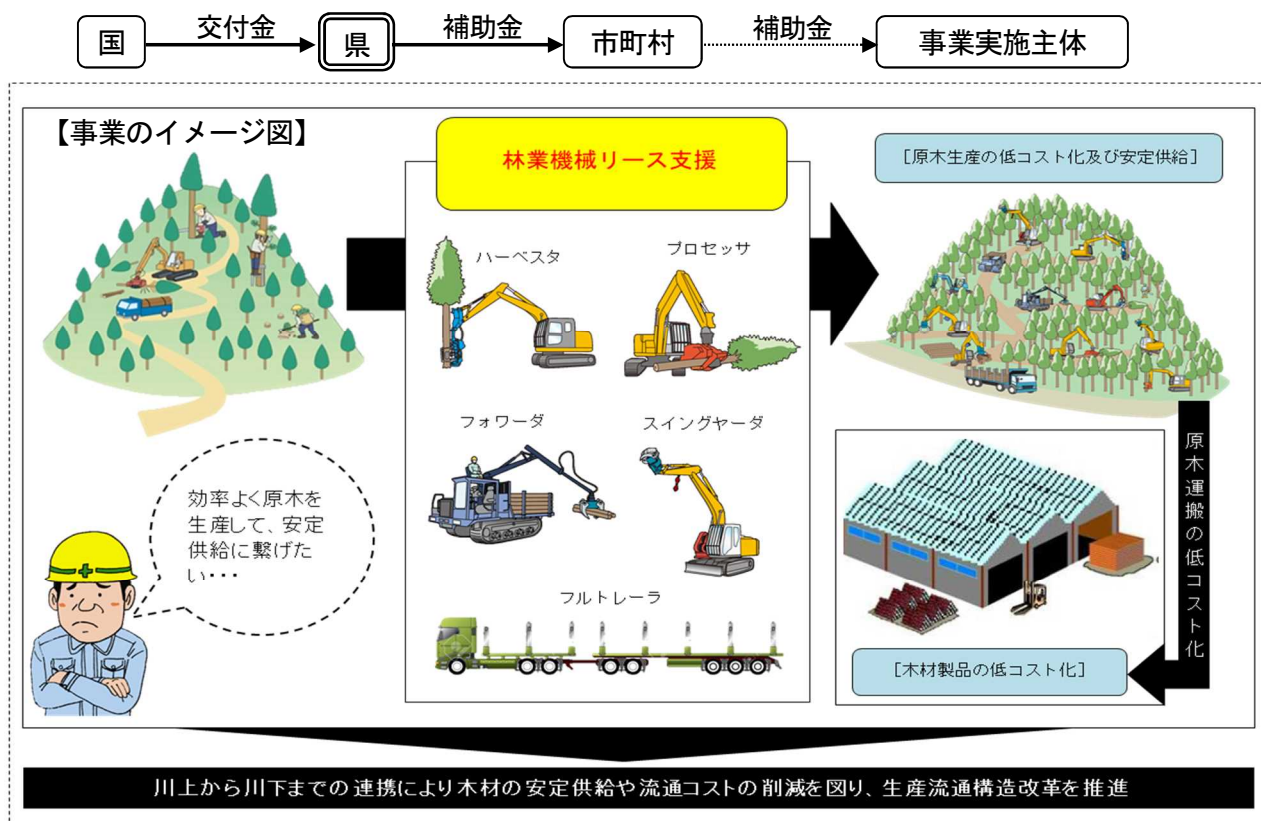 国
交付金
県
補助金
市町村
補助金
事業実施主体
【事業のイメージ図】
林業機械リース支援
[原木生産の低コスト化及び安定供給]
ハーベスタ
プロセッサ
フォワーダ
スイングヤーダ
フルトレーラ
効率よく原木を
生産して、安定
供給に繋げた
い・・・
原木運搬の低コスト化
[木材製品の低コスト化]
川上から川下までの連携により木材の安定供給や流通コストの削減を図り、生産流通構造改革を推進